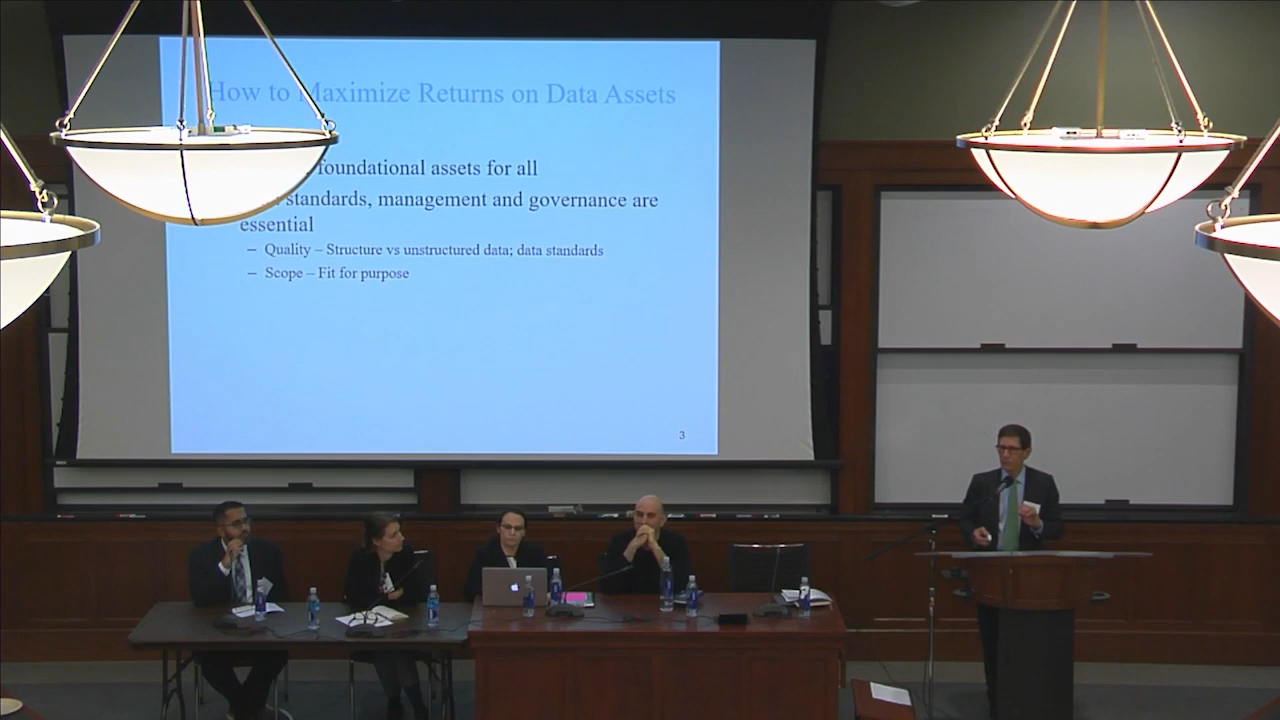 How to Maximize Returns on Data Assets
foundational assets for all
standards, management and governance are
essential
– Quality – Structure vs unstructured data; data standards
– Scope – Fit for purpose
3